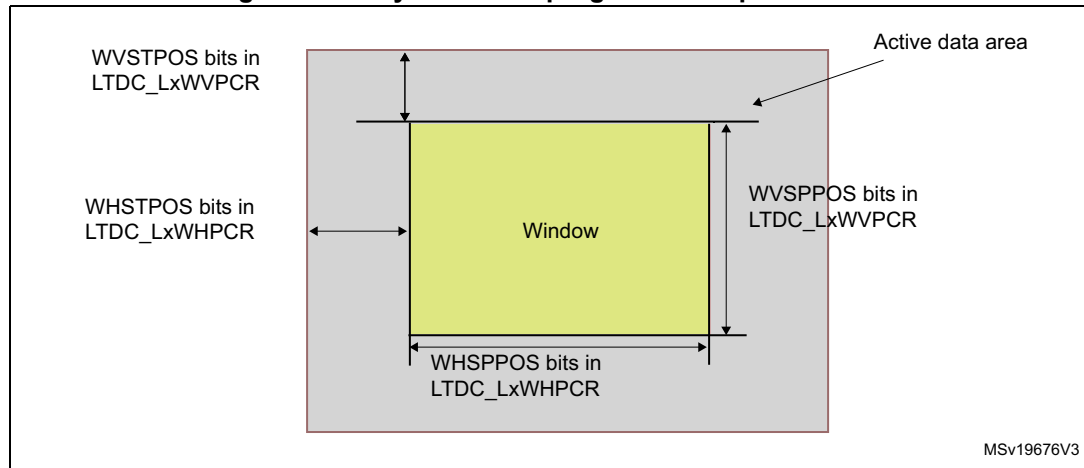 WVSTPOS bits in
LTDC_LxWVPCR
Active data area
WHSTPOS bits in
LTDC_LxWHPCR
Window
WVSPPOS bits in
LTDC_LxWVPCR
WHSPPOS bits in
LTDC_LxWHPCR
MSv19676V3